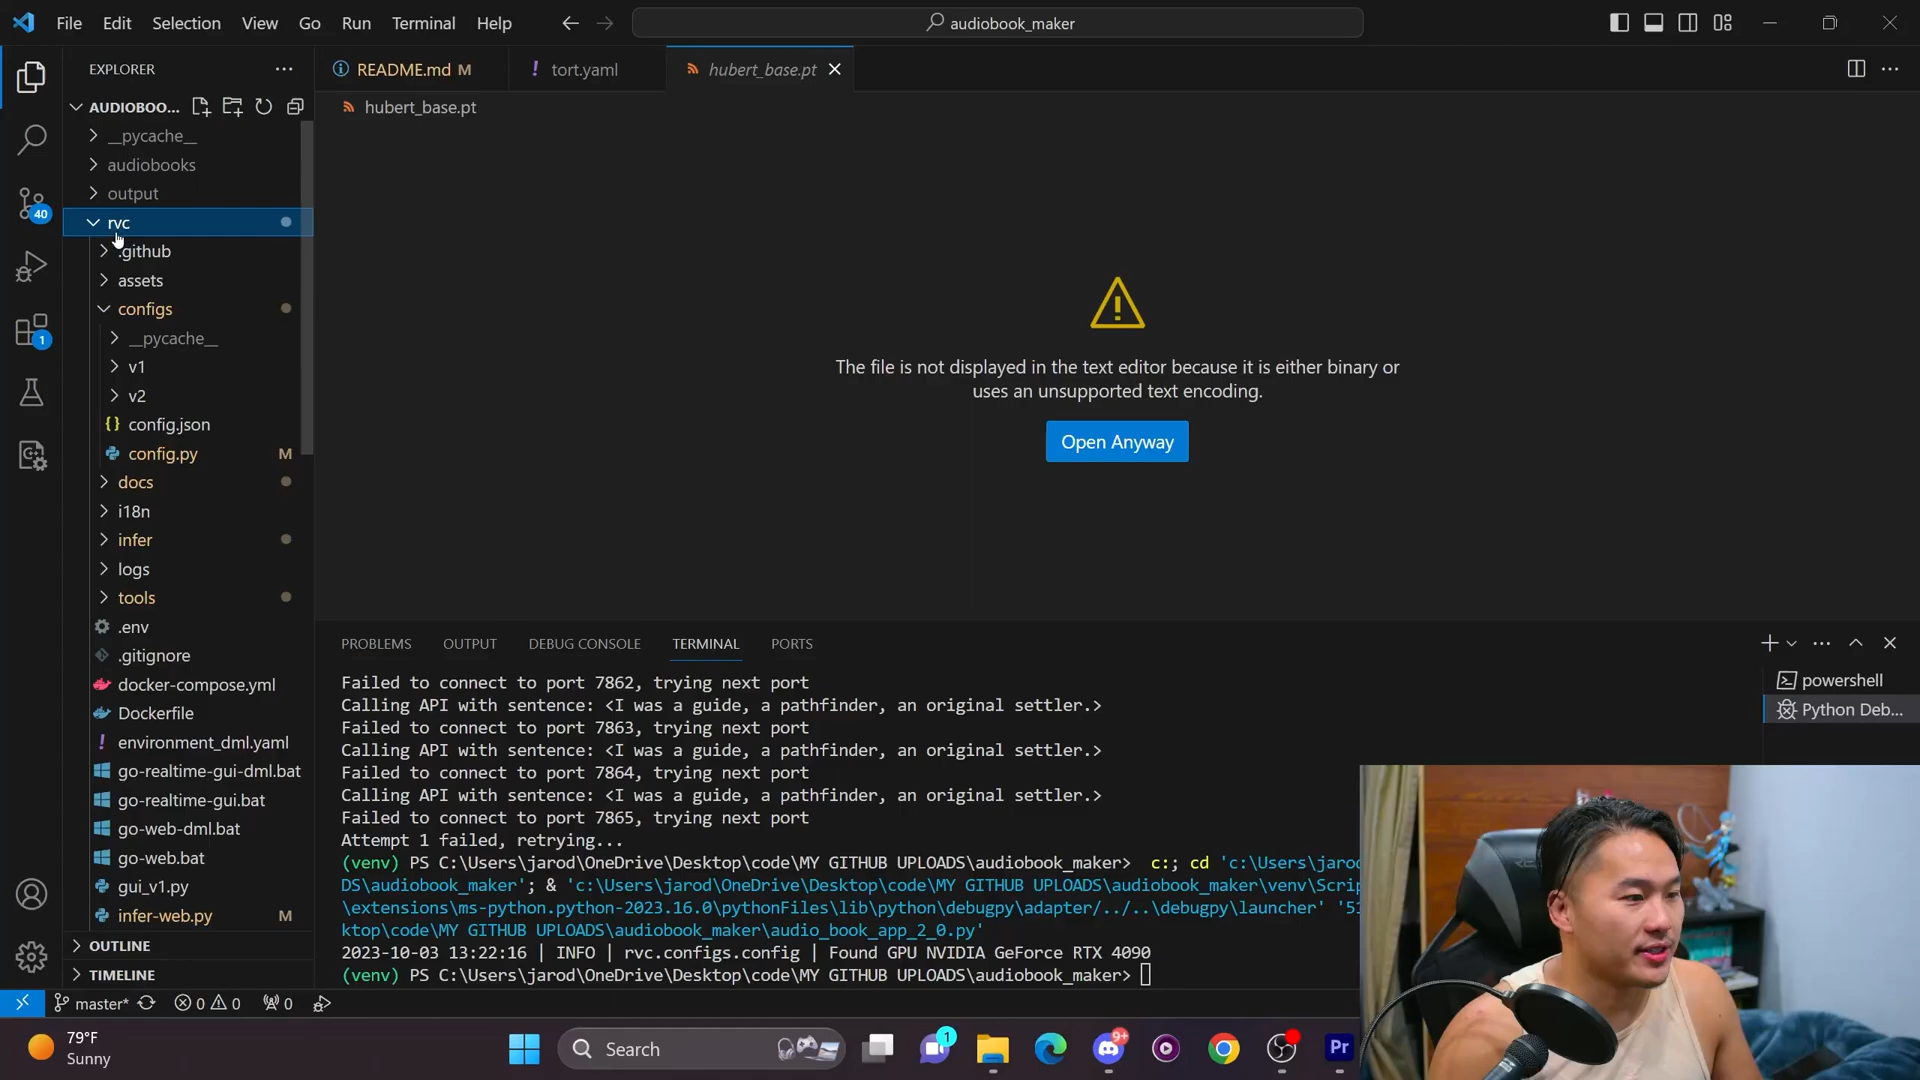 File Edit Selection View Go Run Terminal Help
audiobook_maker
EXPLORER
README.md M
tort.yaml
hubert_base.pt
AUDIOBOO...
hubert_base.pt
__pycache__
audiobooks
output
rvc
.github
assets
configs
__pycache__
v1
v2
config.json
config.py M
docs
i18n
infer
logs
tools
.env
.gitignore
docker-compose.yml
Dockerfile
environment_dml.yaml
go-realtime-gui-dml.bat
go-realtime-gui.bat
go-web-dml.bat
go-web.bat
gui_v1.py
infer-web.py M
OUTLINE
TIMELINE
40
1
The file is not displayed in the text editor because it is either binary or
uses an unsupported text encoding.
Open Anyway
PROBLEMS OUTPUT DEBUG CONSOLE TERMINAL PORTS
Failed to connect to port 7862, trying next port
Calling API with sentence: <I was a guide, a pathfinder, an original settler.>
Failed to connect to port 7863, trying next port
Calling API with sentence: <I was a guide, a pathfinder, an original settler.>
Failed to connect to port 7864, trying next port
Calling API with sentence: <I was a guide, a pathfinder, an original settler.>
Failed to connect to port 7865, trying next port
Attempt 1 failed, retrying...
(venv) PS C:\Users\jarod\OneDrive\Desktop\code\MY GITHUB UPLOADS\audiobook_maker> c:; cd 'c:\Users\jarod
DS\audiobook_maker'; & 'c:\Users\jarod\OneDrive\Desktop\code\MY GITHUB UPLOADS\audiobook_maker\venv\Scrip
\extensions\ms-python.python-2023.16.0\pythonFiles\lib\python\debugpy\adapter/../..\debugpy\launcher' '51
ktop\code\MY GITHUB UPLOADS\audiobook_maker\audio_book_app_2_0.py'
2023-10-03 13:22:16 | INFO | rvc.configs.config | Found GPU NVIDIA GeForce RTX 4090
(venv) PS C:\Users\jarod\OneDrive\Desktop\code\MY GITHUB UPLOADS\audiobook_maker>
powershell
Python Deb...
master* 0 0 0
79°F
Sunny
Search
1
9+
Pr